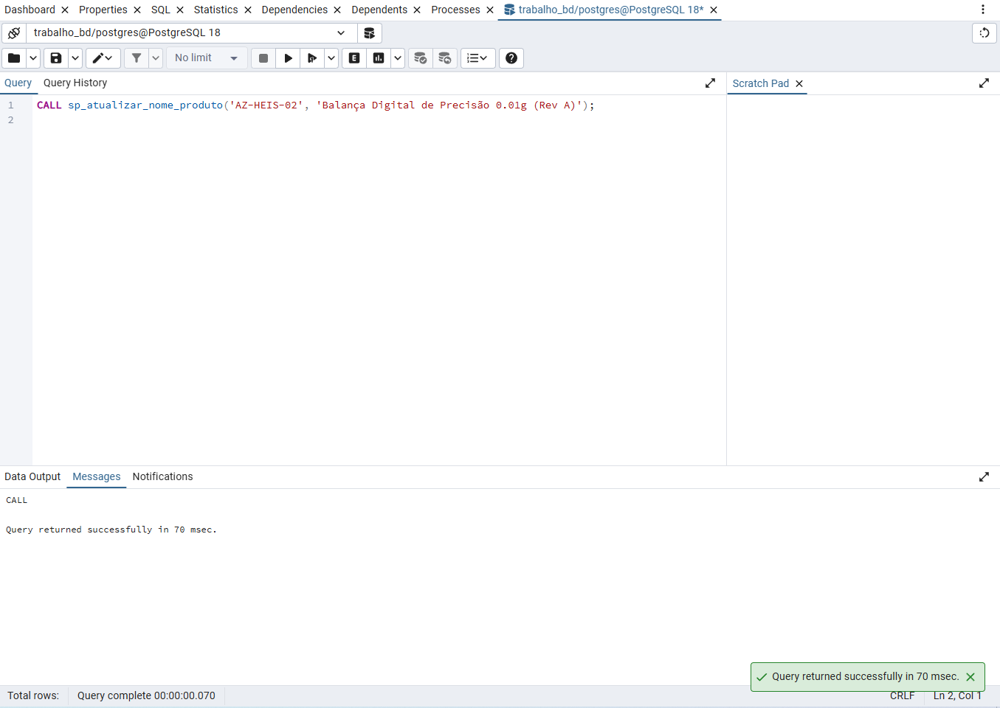 Dashboard Properties SQL Statistics Dependencies Dependents Processes trabalho_bd/postgres@PostgreSQL 18*
trabalho_bd/postgres@PostgreSQL 18
No limit E
Query Query History Scratch Pad
1 CALL sp_atualizar_nome_produto('AZ-HEIS-02', 'Balança Digital de Precisão 0.01g (Rev A)');
2
Data Output Messages Notifications
CALL
Query returned successfully in 70 msec.
Query returned successfully in 70 msec.
Total rows: Query complete 00:00:00.070 CRLF Ln 2, Col 1